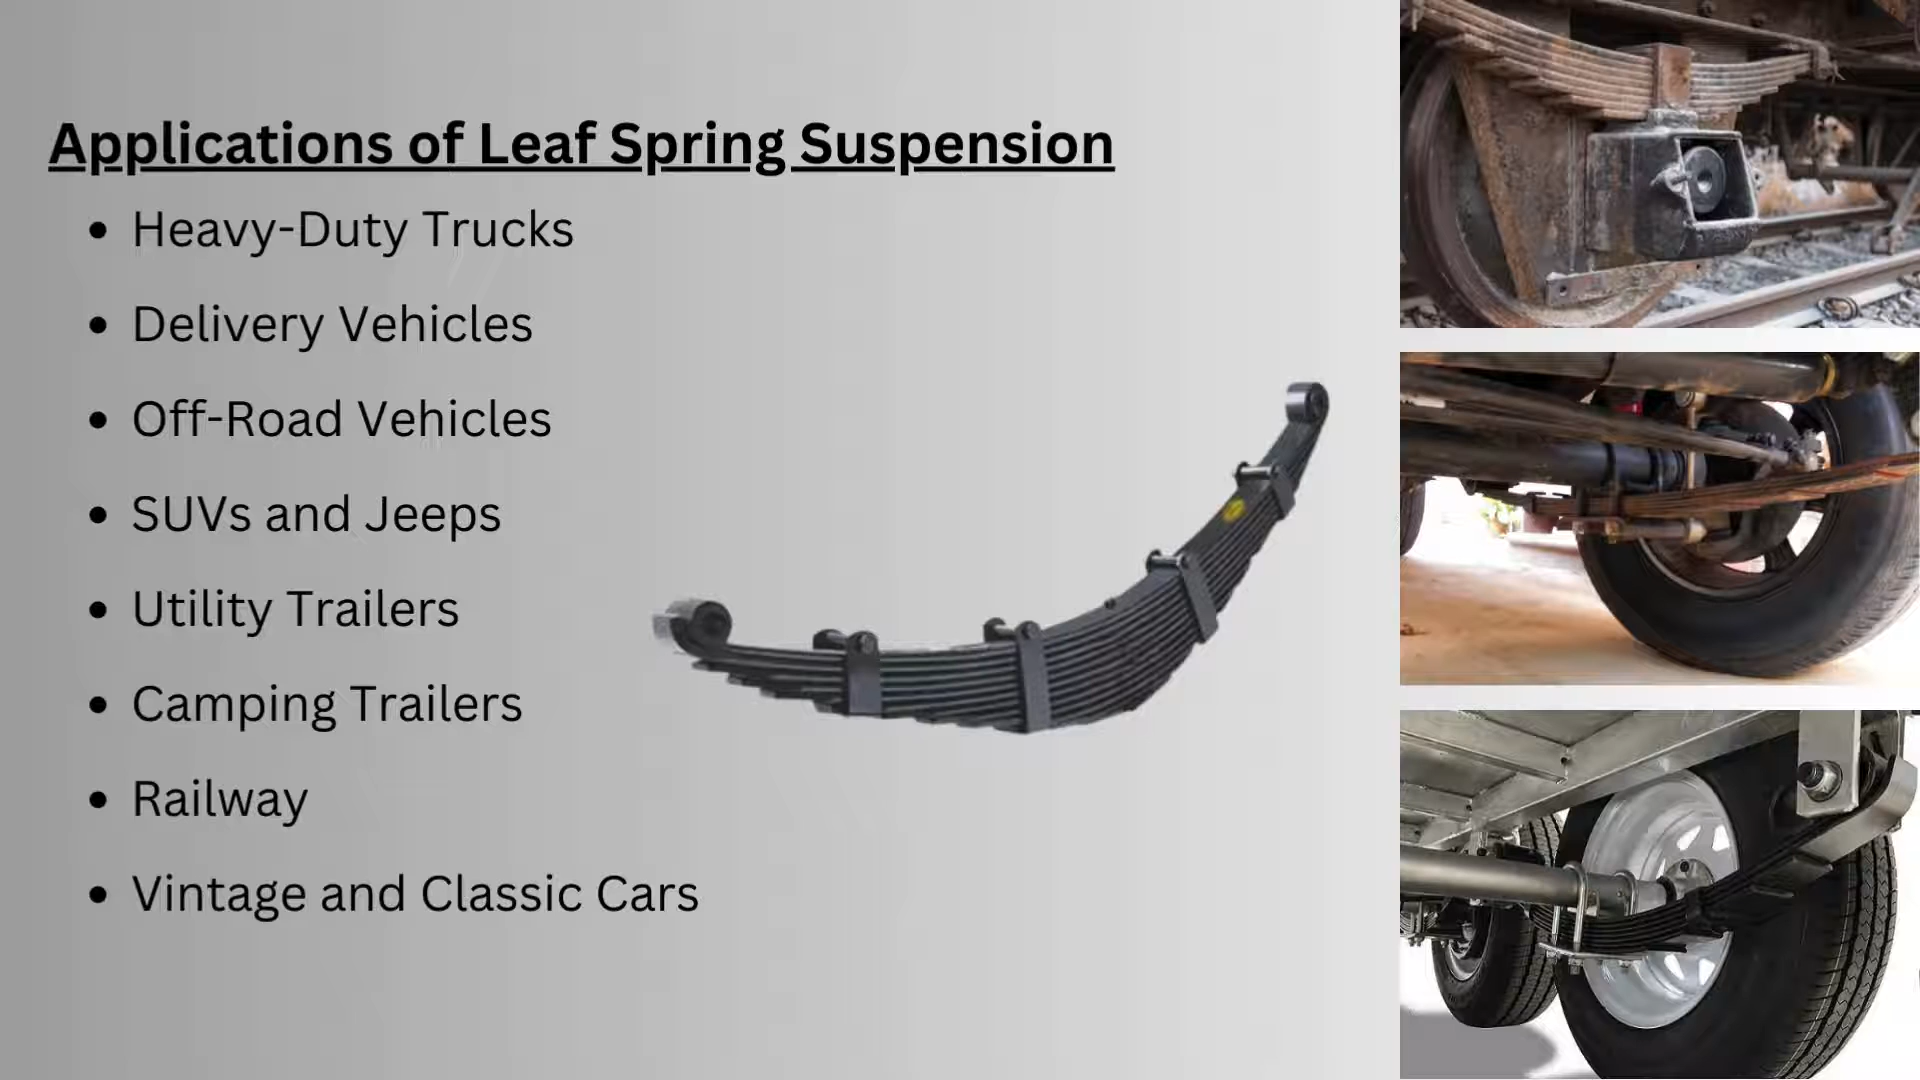 Applications of Leaf Spring Suspension
Heavy-Duty Trucks
Delivery Vehicles
Off-Road Vehicles
SUVs and Jeeps
Utility Trailers
Camping Trailers
Railway
Vintage and Classic Cars